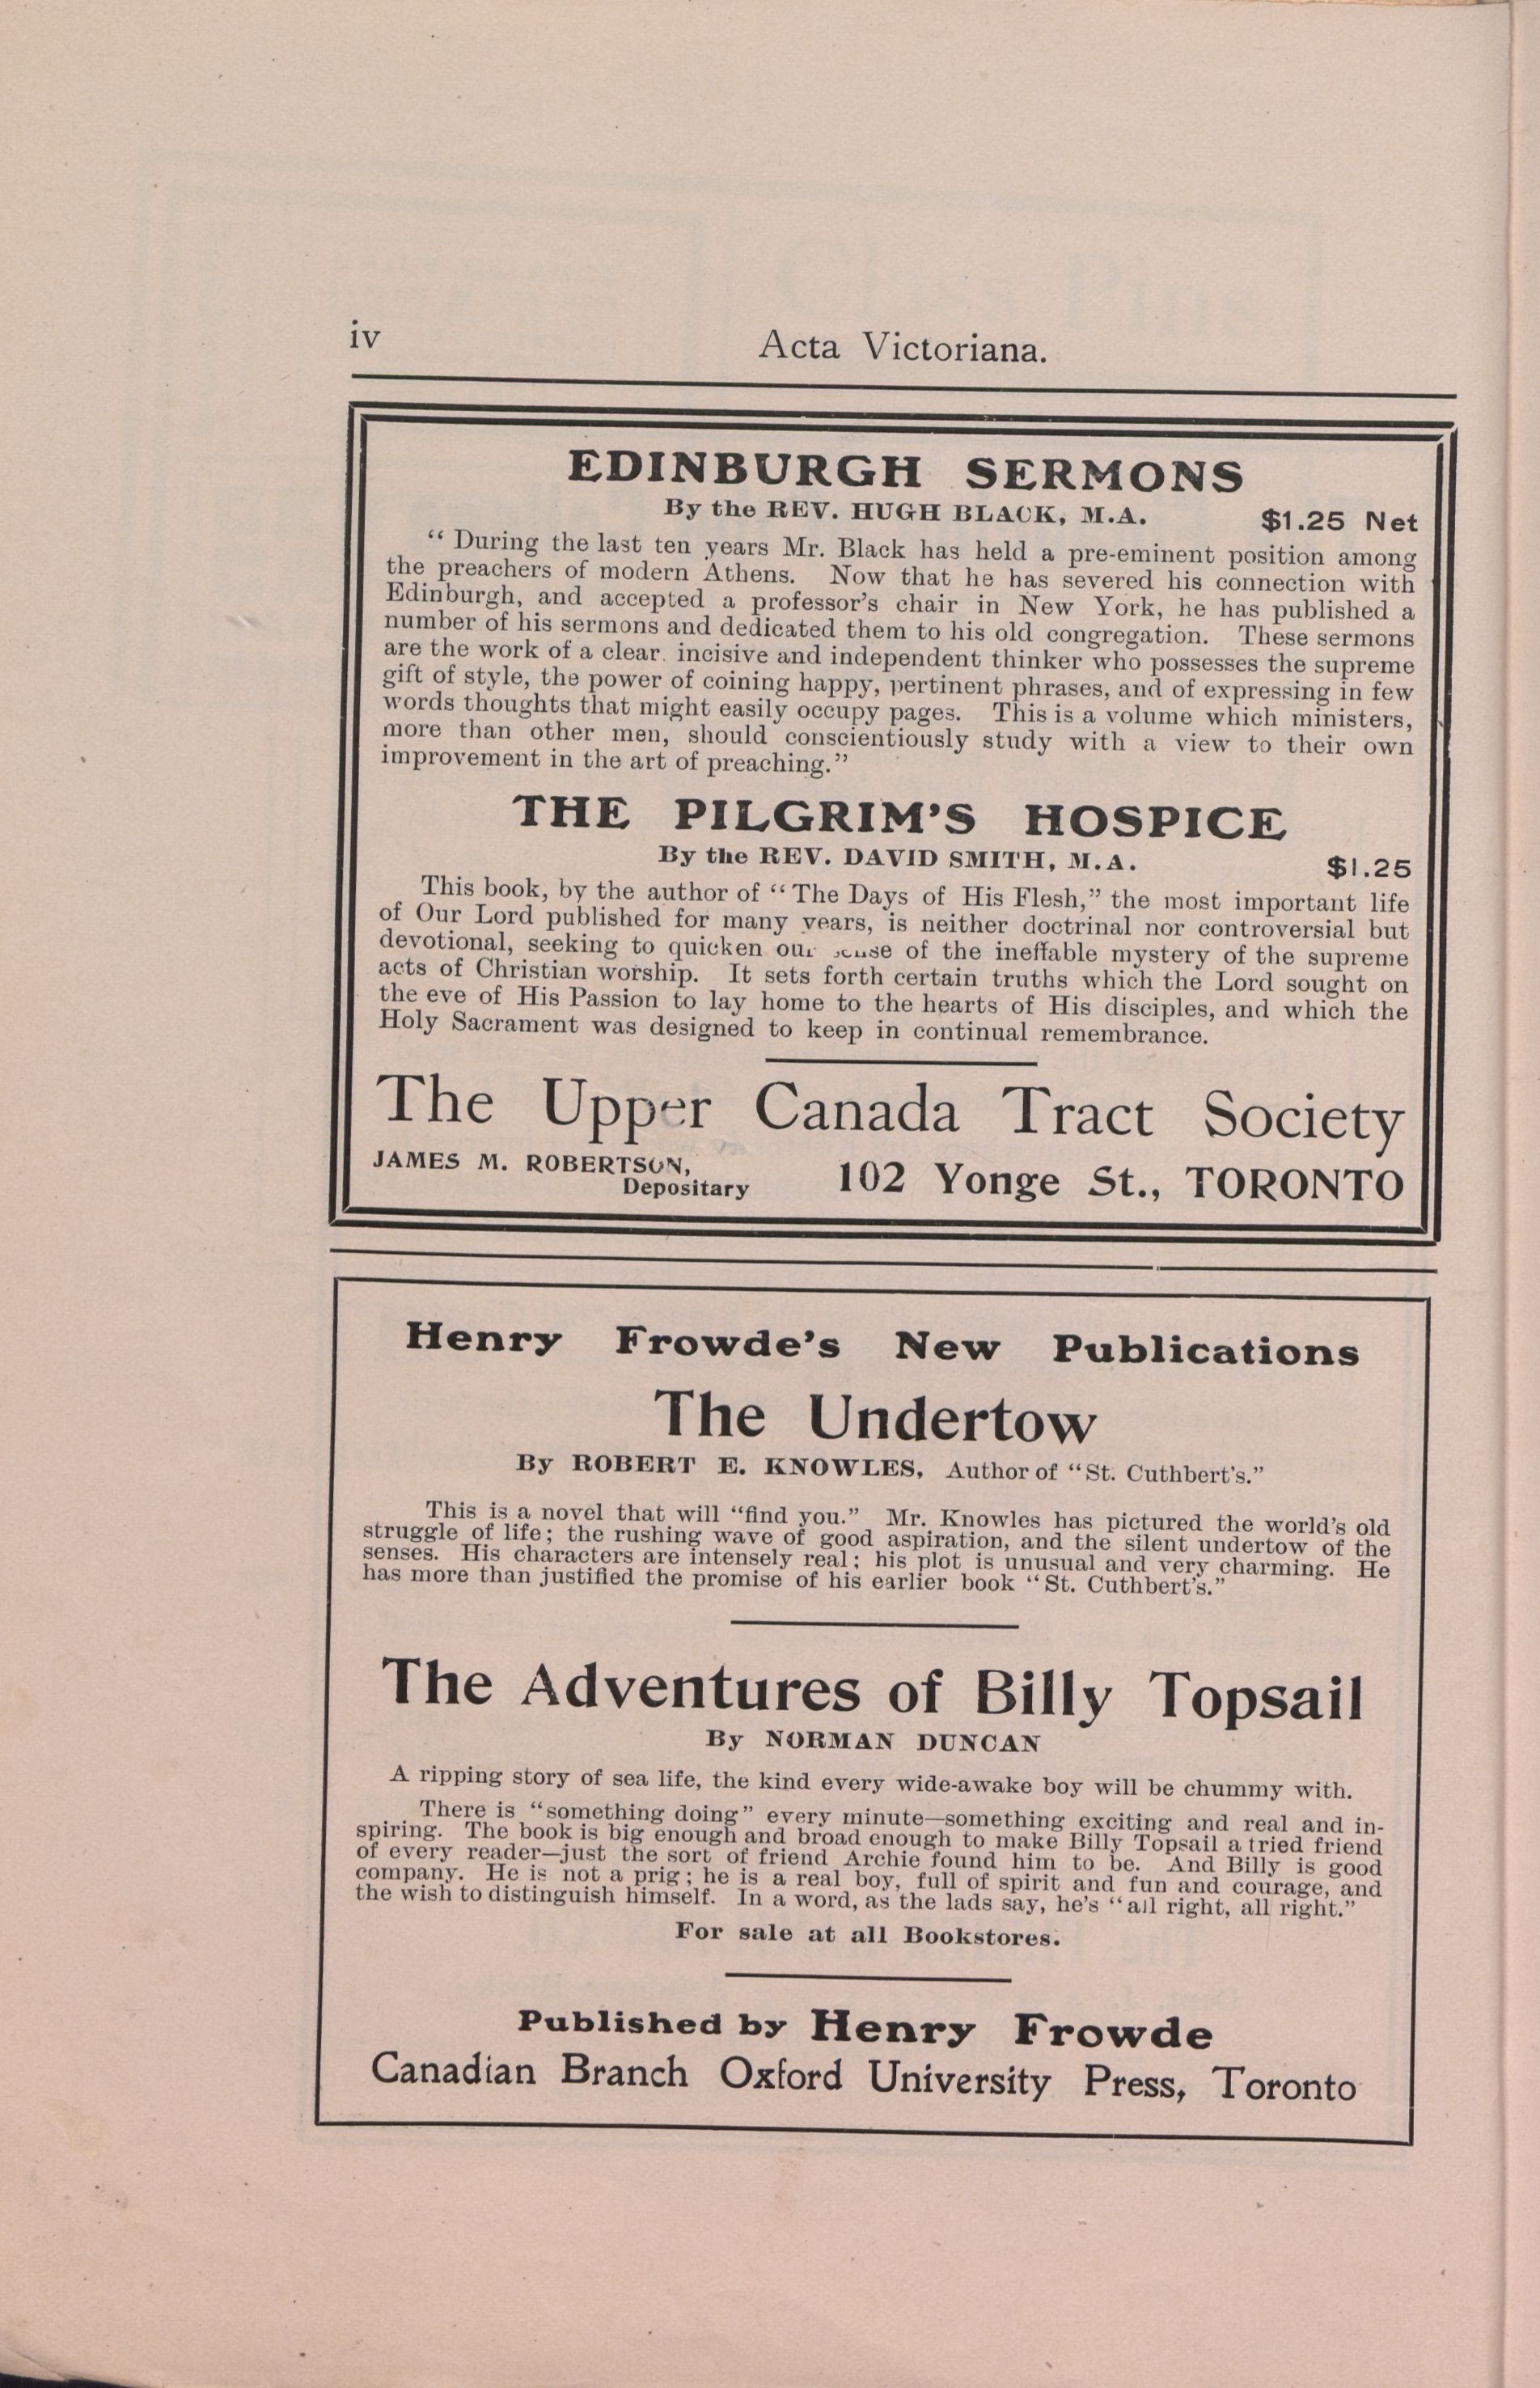 iv
Acta Victoriana.
EDINBURGH SERMONS
By the REV. HUGH BLACK, M.A. $1.25 Net
“ During the last ten years Mr. Black has held a pre-eminent position among
the preachers of modern Athens. Now that he has severed his connection with
Edinburgh, and accepted a professor’s chair in New York, he has published a
number of his sermons and dedicated them to his old congregation. These sermons
are the work of a clear. incisive and independent thinker who possesses the supreme
gift of style, the power of coining happy, pertinent phrases, and of expressing in few
words thoughts that might easily occupy pages. This is a volume which ministers,
more than other men, should conscientiously study with a view to their own
improvement in the art of preaching.”
THE PILGRIM’S HOSPICE
By the REV. DAVID SMITH, M.A. $1.25
This book, by the author of “The Days of His Flesh,” the most important life
of Our Lord published for many years, is neither doctrinal nor controversial but
devotional, seeking to quicken our sense of the ineffable mystery of the supreme
acts of Christian worship. It sets forth certain truths which the Lord sought on
the eve of His Passion to lay home to the hearts of His disciples, and which the
Holy Sacrament was designed to keep in continual remembrance.
The Upper Canada Tract Society
JAMES M. ROBERTSON,
Depositary
102 Yonge St., TORONTO
Henry Frowde’s New Publications
The Undertow
By ROBERT E. KNOWLES, Author of “St. Cuthbert’s.”
This is a novel that will “find you.” Mr. Knowles has pictured the world’s old
struggle of life; the rushing wave of good aspiration, and the silent undertow of the
senses. His characters are intensely real; his plot is unusual and very charming. He
has more than justified the promise of his earlier book “St. Cuthbert’s.”
The Adventures of Billy Topsail
By NORMAN DUNCAN
A ripping story of sea life, the kind every wide-awake boy will be chummy with.
There is “something doing” every minute—something exciting and real and in-
spiring. The book is big enough and broad enough to make Billy Topsail a tried friend
of every reader—just the sort of friend Archie found him to be. And Billy is good
company. He is not a prig; he is a real boy, full of spirit and fun and courage, and
the wish to distinguish himself. In a word, as the lads say, he’s “all right, all right.”
For sale at all Bookstores.
Published by Henry Frowde
Canadian Branch Oxford University Press, Toronto